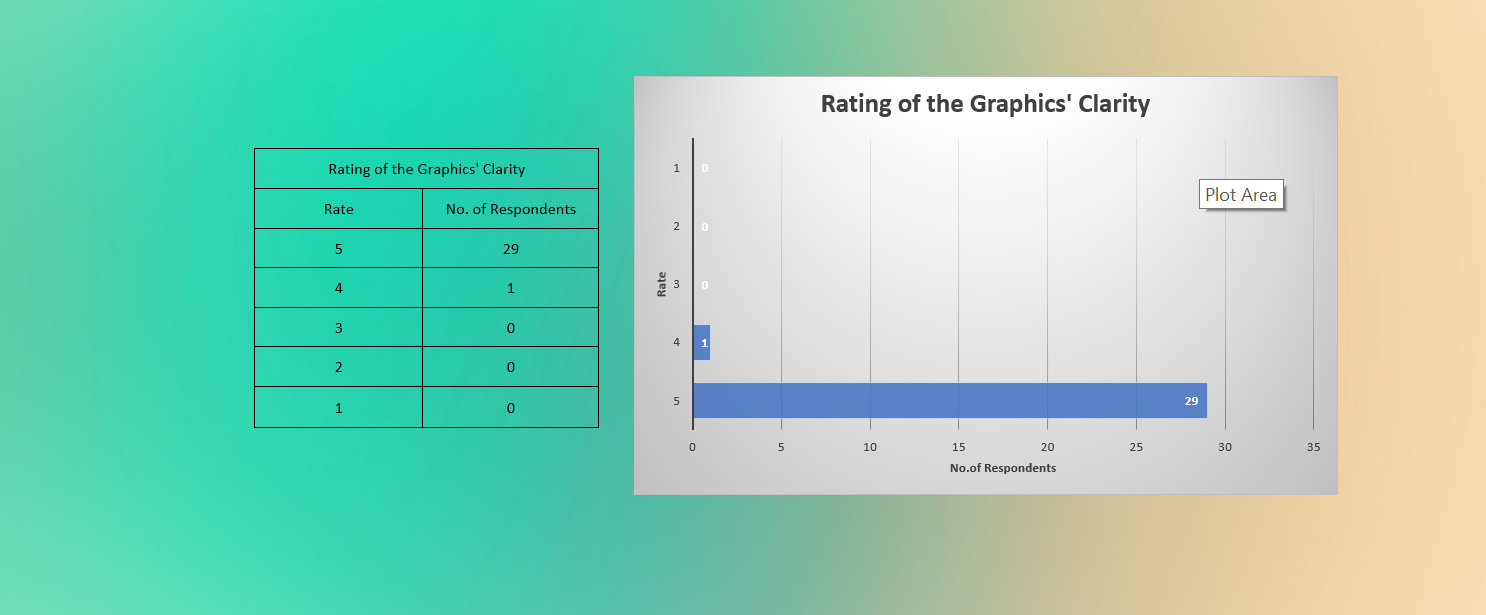 Rating of the Graphics' Clarity
Rate No. of Respondents
5 29
4 1
3 0
2 0
1 0
Rating of the Graphics' Clarity
Plot Area
Rate
1 0
2 0
3 0
4 1
5 29
0 5 10 15 20 25 30 35
No.of Respondents